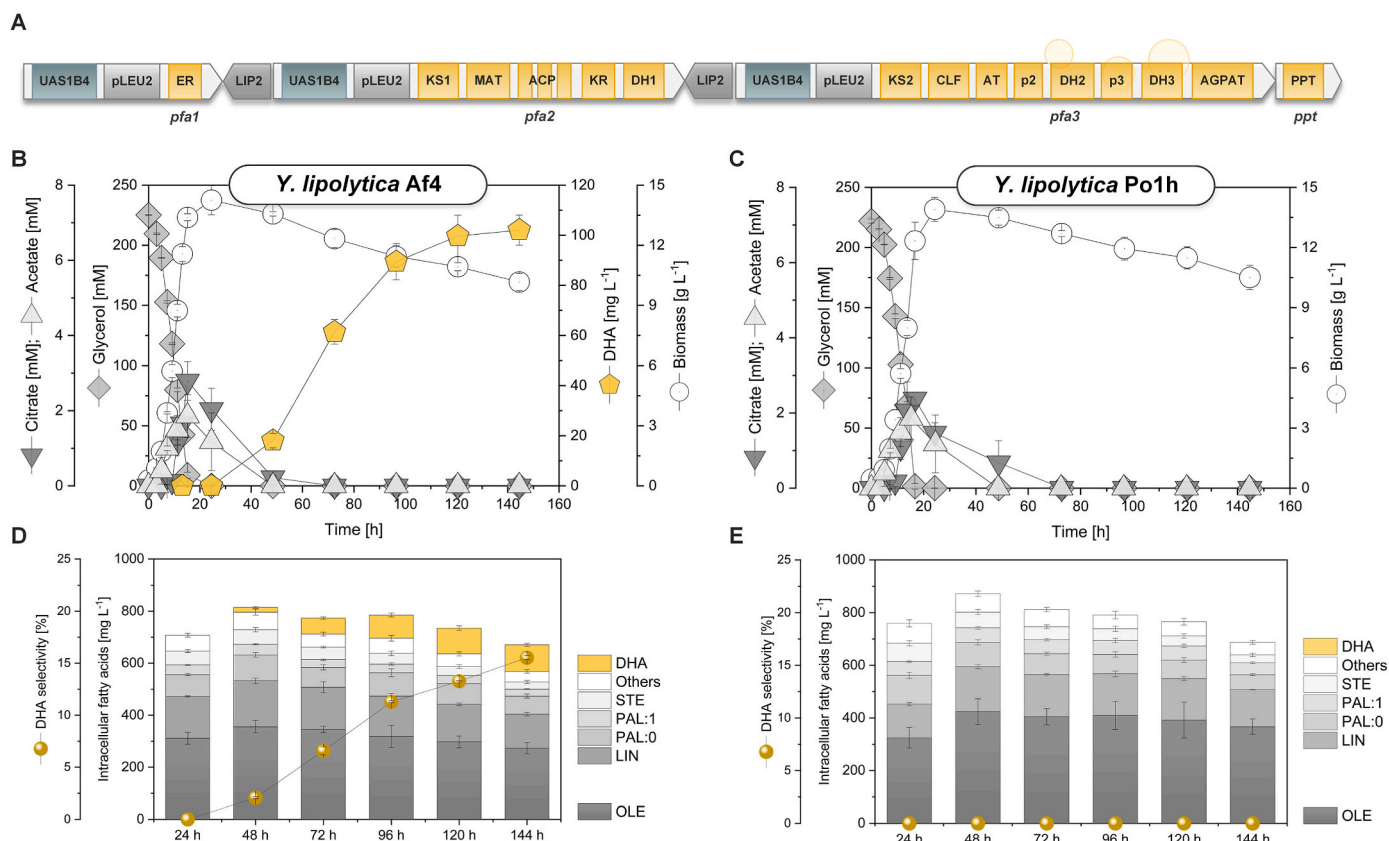 A
UAS1B4 pLEU2 ER LIP2 UAS1B4 pLEU2 KS1 MAT ACP KR DH1 LIP2 UAS1B4 pLEU2 KS2 CLF AT p2 DH2 p3 DH3 AGPAT PPT
pfa1 pfa2 pfa3 ppt
B
Y. lipolytica Af4
Citrate [mM]; Acetate [mM]
8
6
4
2
0
Glycerol [mM]
250
200
150
100
50
0
DHA [mg L-1]
120
100
80
60
40
20
0
Biomass [g L-1]
15
12
9
6
3
0
0 20 40 60 80 100 120 140 160
Time [h]
C
Y. lipolytica Po1h
Citrate [mM]; Acetate [mM]
8
6
4
2
0
Glycerol [mM]
250
200
150
100
50
0
Biomass [g L-1]
15
12
9
6
3
0
0 20 40 60 80 100 120 140 160
Time [h]
D
DHA selectivity [%]
25
20
15
10
5
0
Intracellular fatty acids [mg L-1]
1000
800
600
400
200
0
24 h 48 h 72 h 96 h 120 h 144 h
DHA
Others
STE
PAL:1
PAL:0
LIN
OLE
E
DHA selectivity [%]
25
20
15
10
5
0
Intracellular fatty acids [mg L-1]
1000
800
600
400
200
0
24 h 48 h 72 h 96 h 120 h 144 h
DHA
Others
STE
PAL:1
PAL:0
LIN
OLE